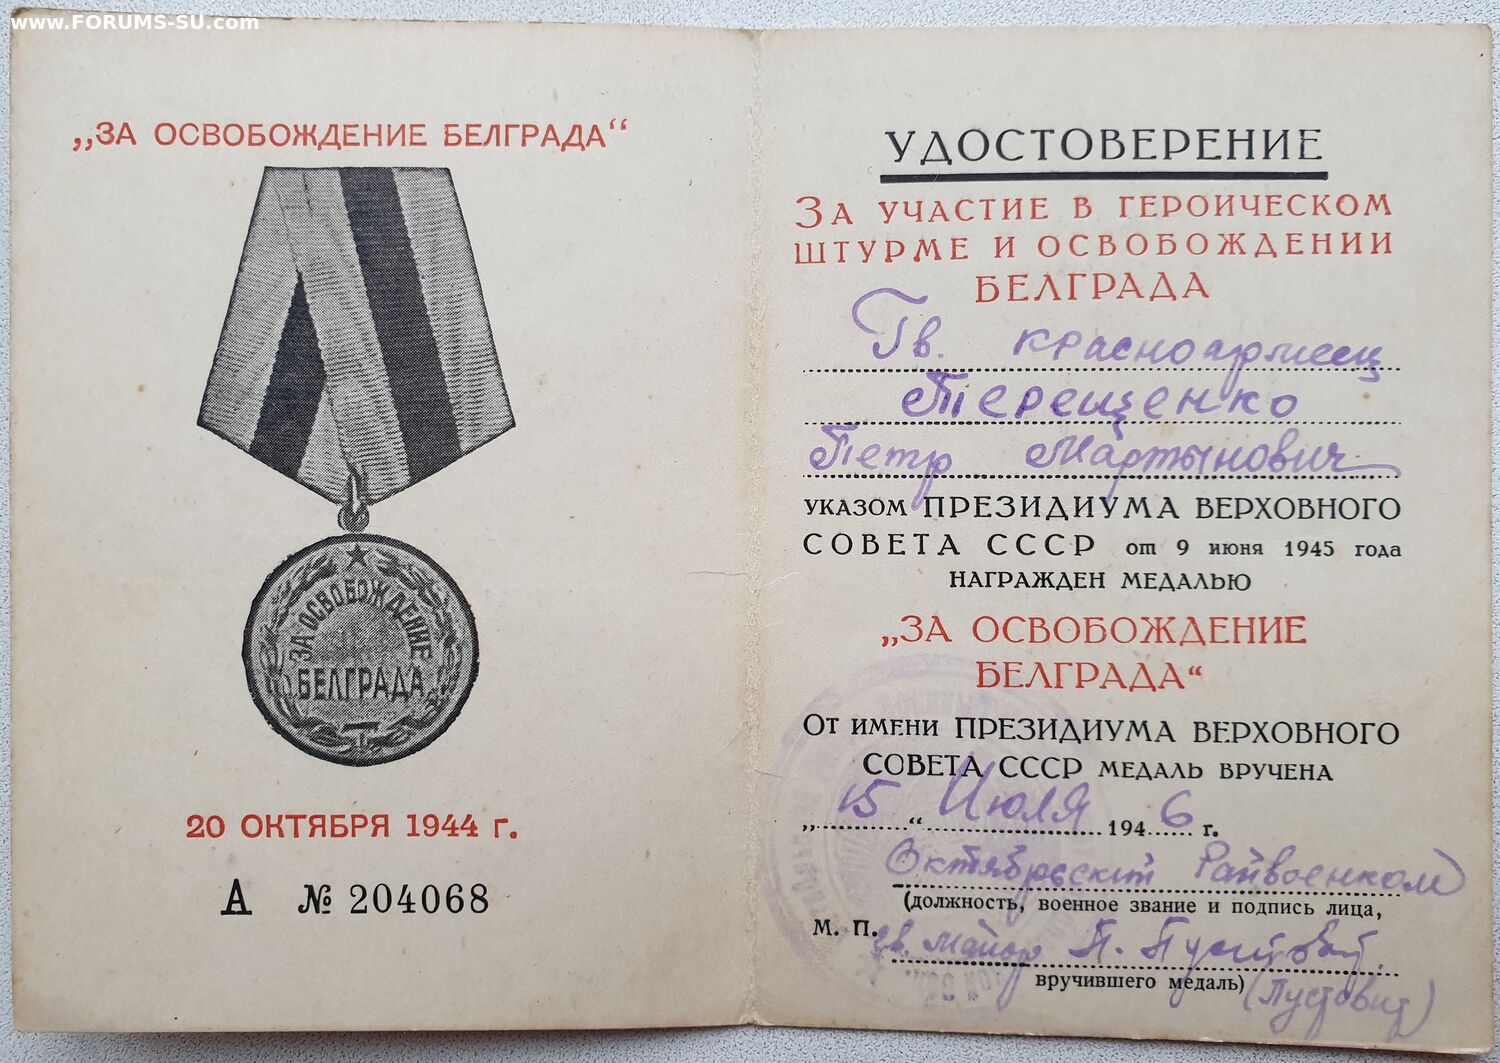 www.FORUMS-SU.com
„ЗА ОСВОБОЖДЕНИЕ БЕЛГРАДА“
ЗА ОСВОБОЖДЕНИЕ
БЕЛГРАДА
20 ОКТЯБРЯ 1944 г.
А № 204068
УДОСТОВЕРЕНИЕ
ЗА УЧАСТИЕ В ГЕРОИЧЕСКОМ
ШТУРМЕ И ОСВОБОЖДЕНИИ
БЕЛГРАДА
Гв. красноармеец
Терещенко
Петр Мартынович
УКАЗОМ ПРЕЗИДИУМА ВЕРХОВНОГО
СОВЕТА СССР от 9 июня 1945 года
НАГРАЖДЕН МЕДАЛЬЮ
„ЗА ОСВОБОЖДЕНИЕ
БЕЛГРАДА“
ОТ ИМЕНИ ПРЕЗИДИУМА ВЕРХОВНОГО
СОВЕТА СССР МЕДАЛЬ ВРУЧЕНА
„15“ Июля 1946 г.
Октябрьский Райвоенком
(должность, военное звание и подпись лица,
М. П. гв. майор П. Пустовит.
вручившего медаль) (Пустовит)